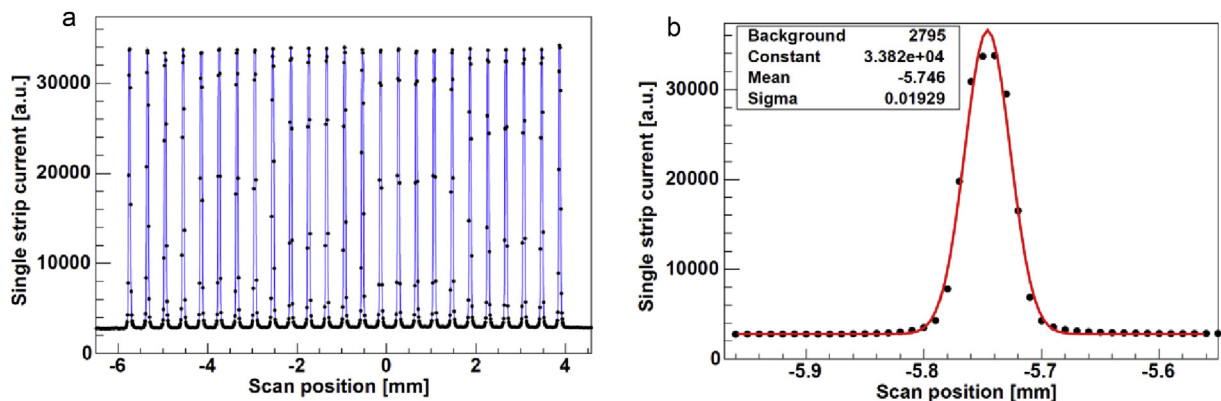 a
Single strip current [a.u.]
30000
20000
10000
0
-6 -4 -2 0 2 4
Scan position [mm]
b
Background 2795
Constant 3.382e+04
Mean -5.746
Sigma 0.01929
Single strip current [a.u.]
30000
20000
10000
0
-5.9 -5.8 -5.7 -5.6
Scan position [mm]